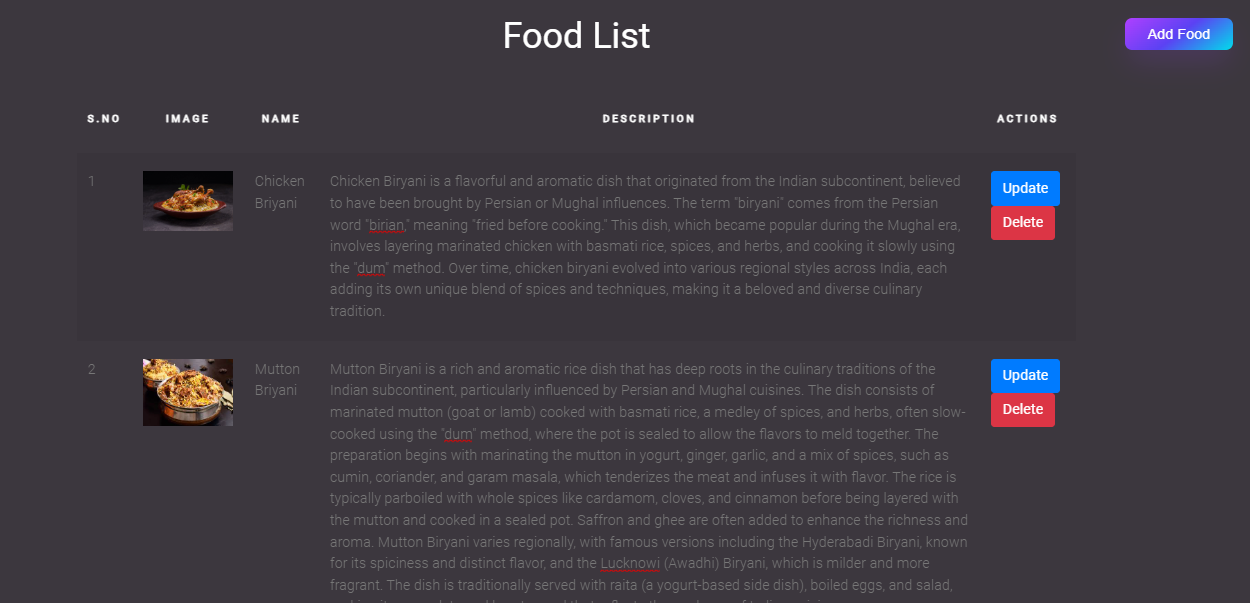 Food List
Add Food
S.NO IMAGE NAME DESCRIPTION ACTIONS
1
Chicken
Briyani
Chicken Biryani is a flavorful and aromatic dish that originated from the Indian subcontinent, believed
to have been brought by Persian or Mughal influences. The term "biryani" comes from the Persian
word "birian," meaning "fried before cooking." This dish, which became popular during the Mughal era,
involves layering marinated chicken with basmati rice, spices, and herbs, and cooking it slowly using
the "dum" method. Over time, chicken biryani evolved into various regional styles across India, each
adding its own unique blend of spices and techniques, making it a beloved and diverse culinary
tradition.
Update
Delete
2
Mutton
Briyani
Mutton Biryani is a rich and aromatic rice dish that has deep roots in the culinary traditions of the
Indian subcontinent, particularly influenced by Persian and Mughal cuisines. The dish consists of
marinated mutton (goat or lamb) cooked with basmati rice, a medley of spices, and herbs, often slow-
cooked using the "dum" method, where the pot is sealed to allow the flavors to meld together. The
preparation begins with marinating the mutton in yogurt, ginger, garlic, and a mix of spices, such as
cumin, coriander, and garam masala, which tenderizes the meat and infuses it with flavor. The rice is
typically parboiled with whole spices like cardamom, cloves, and cinnamon before being layered with
the mutton and cooked in a sealed pot. Saffron and ghee are often added to enhance the richness and
aroma. Mutton Biryani varies regionally, with famous versions including the Hyderabadi Biryani, known
for its spiciness and distinct flavor, and the Lucknowi (Awadhi) Biryani, which is milder and more
fragrant. The dish is traditionally served with raita (a yogurt-based side dish), boiled eggs, and salad,
Update
Delete